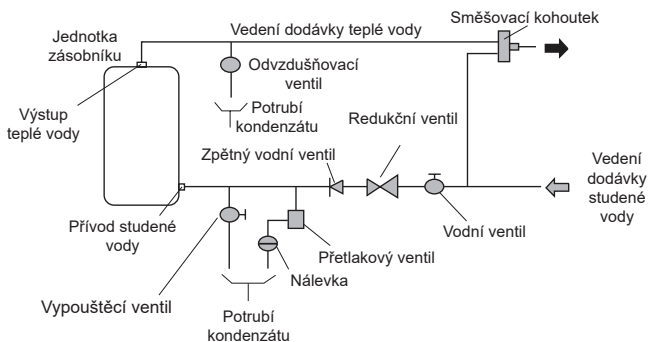 Směšovací kohoutek
Vedení dodávky teplé vody
Jednotka
zásobníku
Odvzdušňovací
ventil
Výstup
teplé vody
Potrubí
kondenzátu
Redukční ventil
Zpětný vodní ventil
Vedení
dodávky
studené
vody
Přívod studené
vody
Vodní ventil
Přetlakový ventil
Nálevka
Vypouštěcí ventil
Potrubí
kondenzátu